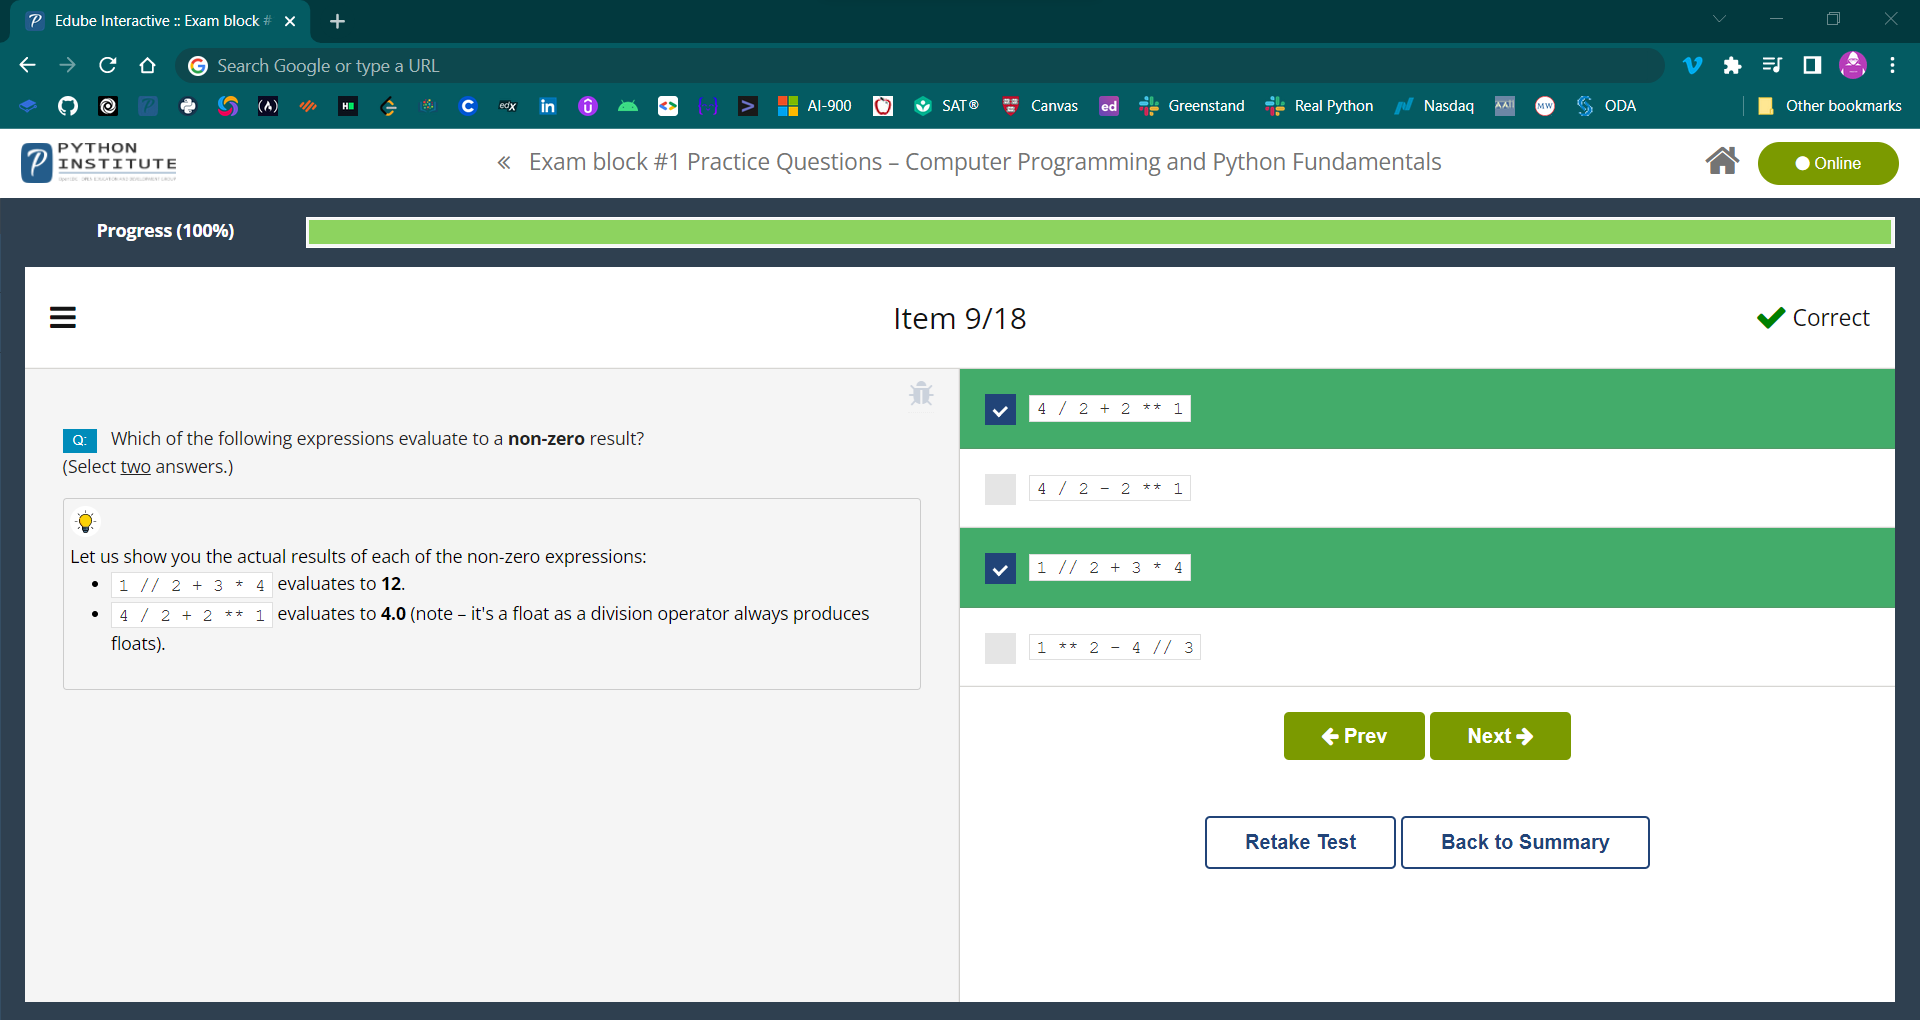 Edube Interactive :: Exam block #
Search Google or type a URL
AI-900
SAT®
Canvas
ed
Greenstand
Real Python
Nasdaq
ODA
Other bookmarks
PYTHON
INSTITUTE
« Exam block #1 Practice Questions – Computer Programming and Python Fundamentals
Online
Progress (100%)
Item 9/18
Correct
Q: Which of the following expressions evaluate to a non-zero result?
(Select two answers.)
Let us show you the actual results of each of the non-zero expressions:
• 1 // 2 + 3 * 4 evaluates to 12.
• 4 / 2 + 2 ** 1 evaluates to 4.0 (note – it's a float as a division operator always produces
floats).
4 / 2 + 2 ** 1
4 / 2 - 2 ** 1
1 // 2 + 3 * 4
1 ** 2 - 4 // 3
Prev
Next
Retake Test
Back to Summary